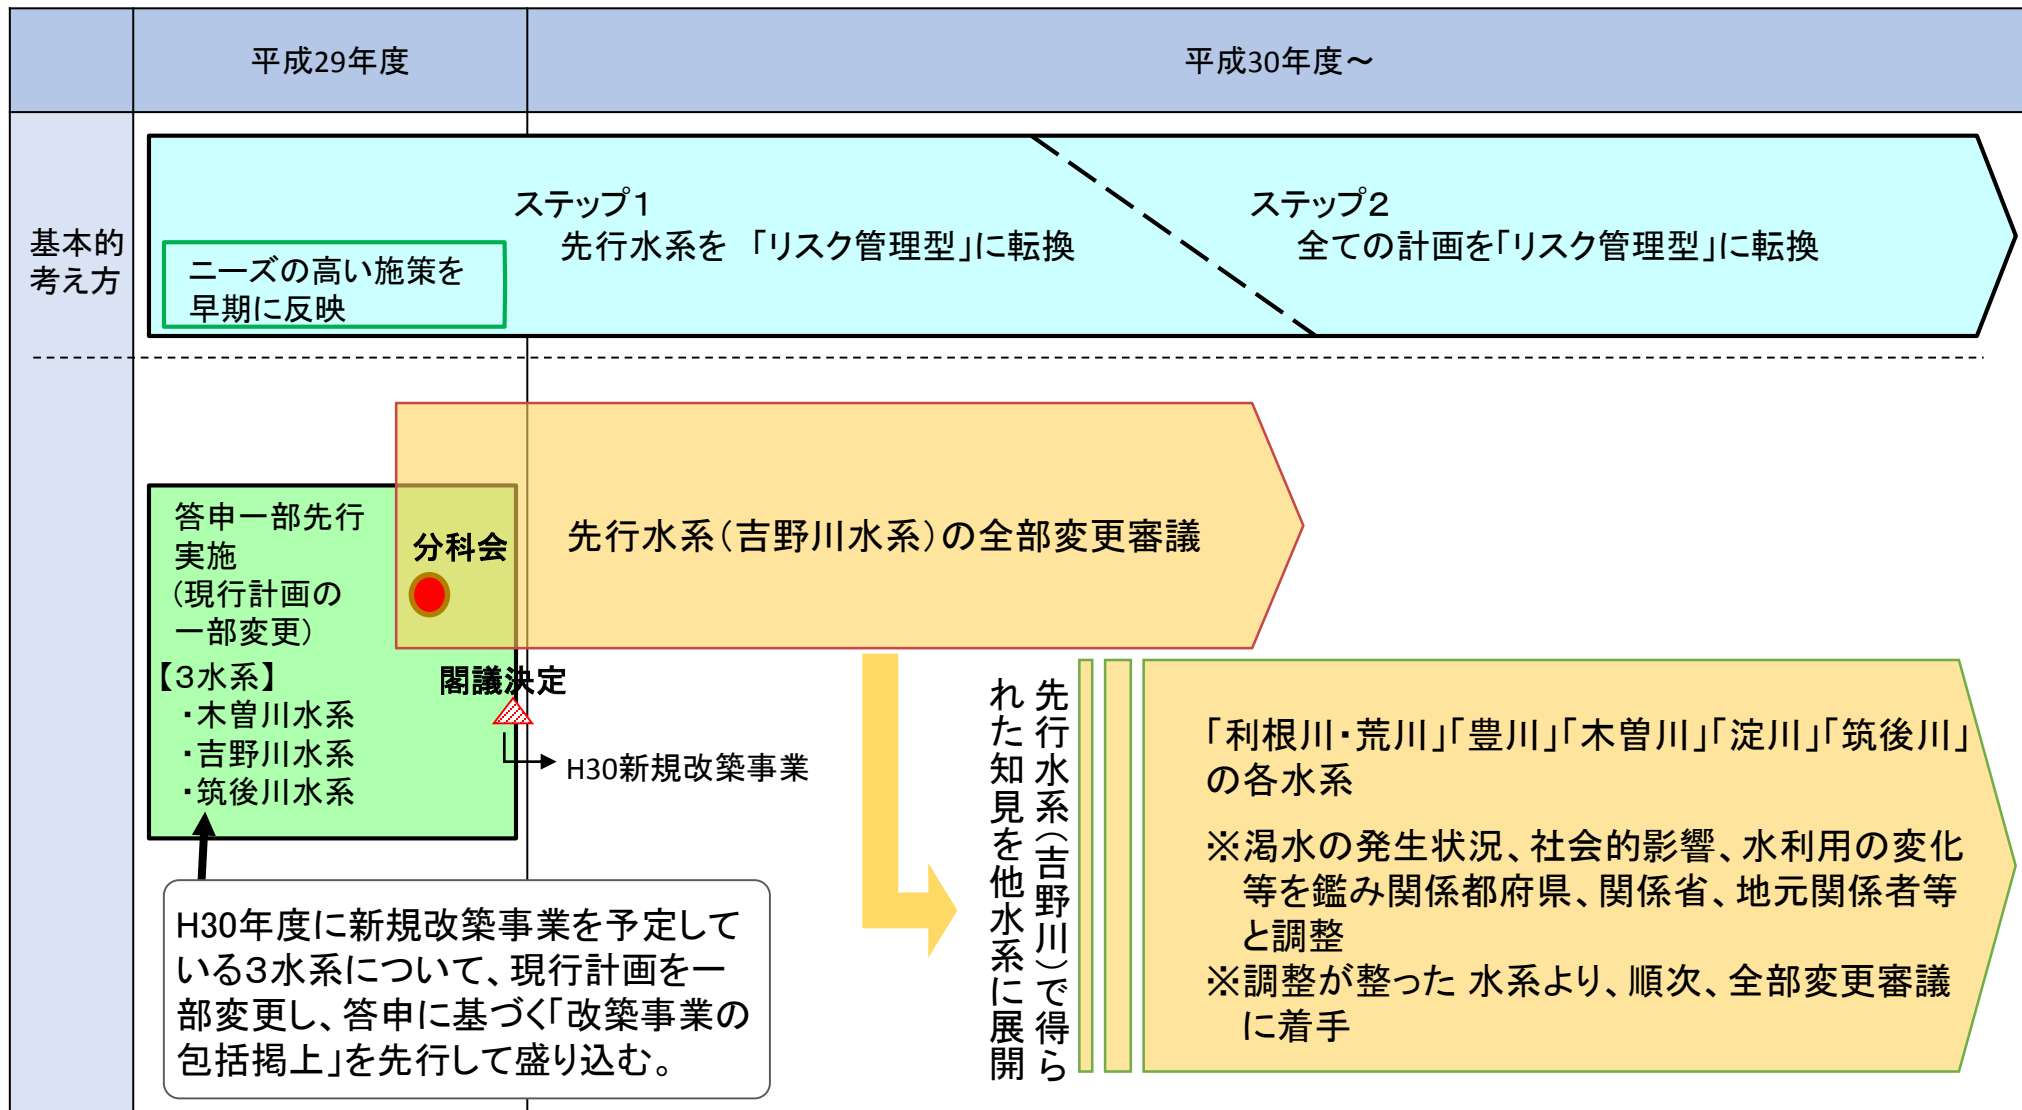 平成29年度
平成30年度～
基本的
考え方
ステップ１
先行水系を 「リスク管理型」に転換
ニーズの高い施策を
早期に反映
ステップ２
全ての計画を「リスク管理型」に転換
答申一部先行
実施
（現行計画の
一部変更）
【３水系】
・木曽川水系
・吉野川水系
・筑後川水系
分科会
先行水系（吉野川水系）の全部変更審議
閣議決定
H30新規改築事業
H30年度に新規改築事業を予定して
いる３水系について、現行計画を一
部変更し、答申に基づく「改築事業の
包括掲上」を先行して盛り込む。
先行水系（吉野川）で得ら
れた知見を他水系に展開
「利根川・荒川」「豊川」「木曽川」「淀川」「筑後川」
の各水系
※渇水の発生状況、社会的影響、水利用の変化
等を鑑み関係都府県、関係省、地元関係者等
と調整
※調整が整った 水系より、順次、全部変更審議
に着手